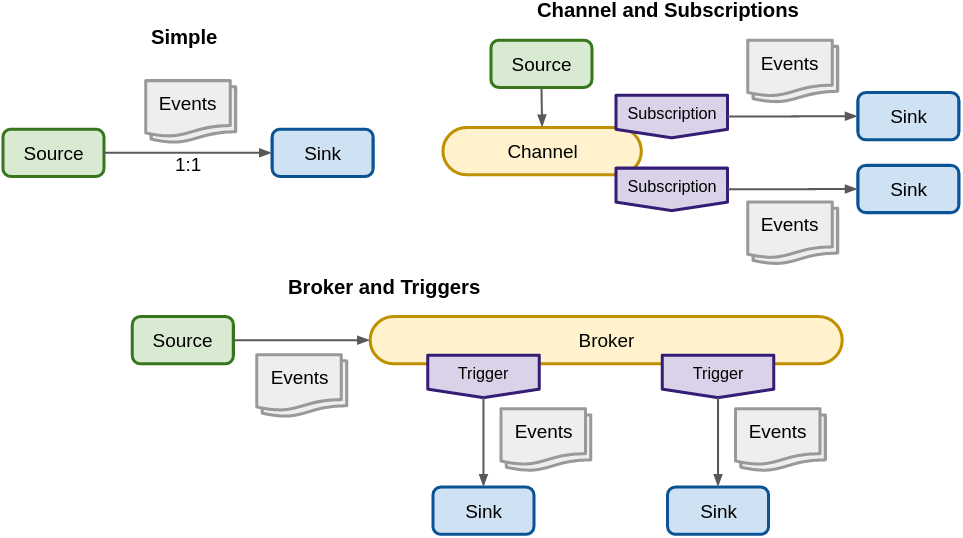 Simple
Events
Source
1:1
Sink
Channel and Subscriptions
Source
Events
Subscription
Sink
Channel
Subscription
Sink
Events
Broker and Triggers
Source
Broker
Events
Trigger
Trigger
Events
Events
Sink
Sink